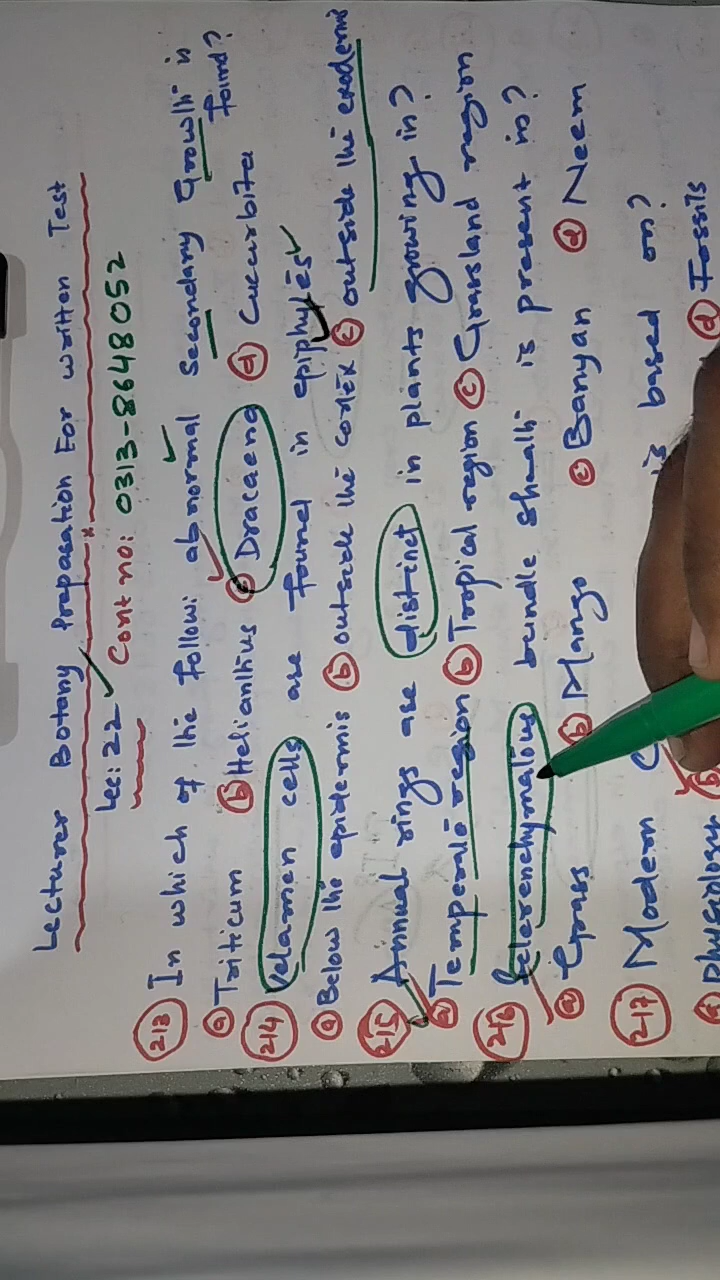 Lecturer Botany Preparation For written Test
Lec: 22 Cont no: 0313-8648052
213 In which of the follow: abnormal Secondary Growth is found?
a Triticum b Helianthus c Dracaena d Cucurbita
214 Velamen cells are found in epiphytes
a Below the epidermis b outside the cortex c outside the exodermis
215 Annual rings are distinct in plants growing in?
a Temperate region b Tropical region c Grassland region
216 Sclerenchymatous bundle sheath is present in?
a Grass b Mango c Banyan d Neem
217 Modern is based on?
a Physiology b d Fossils